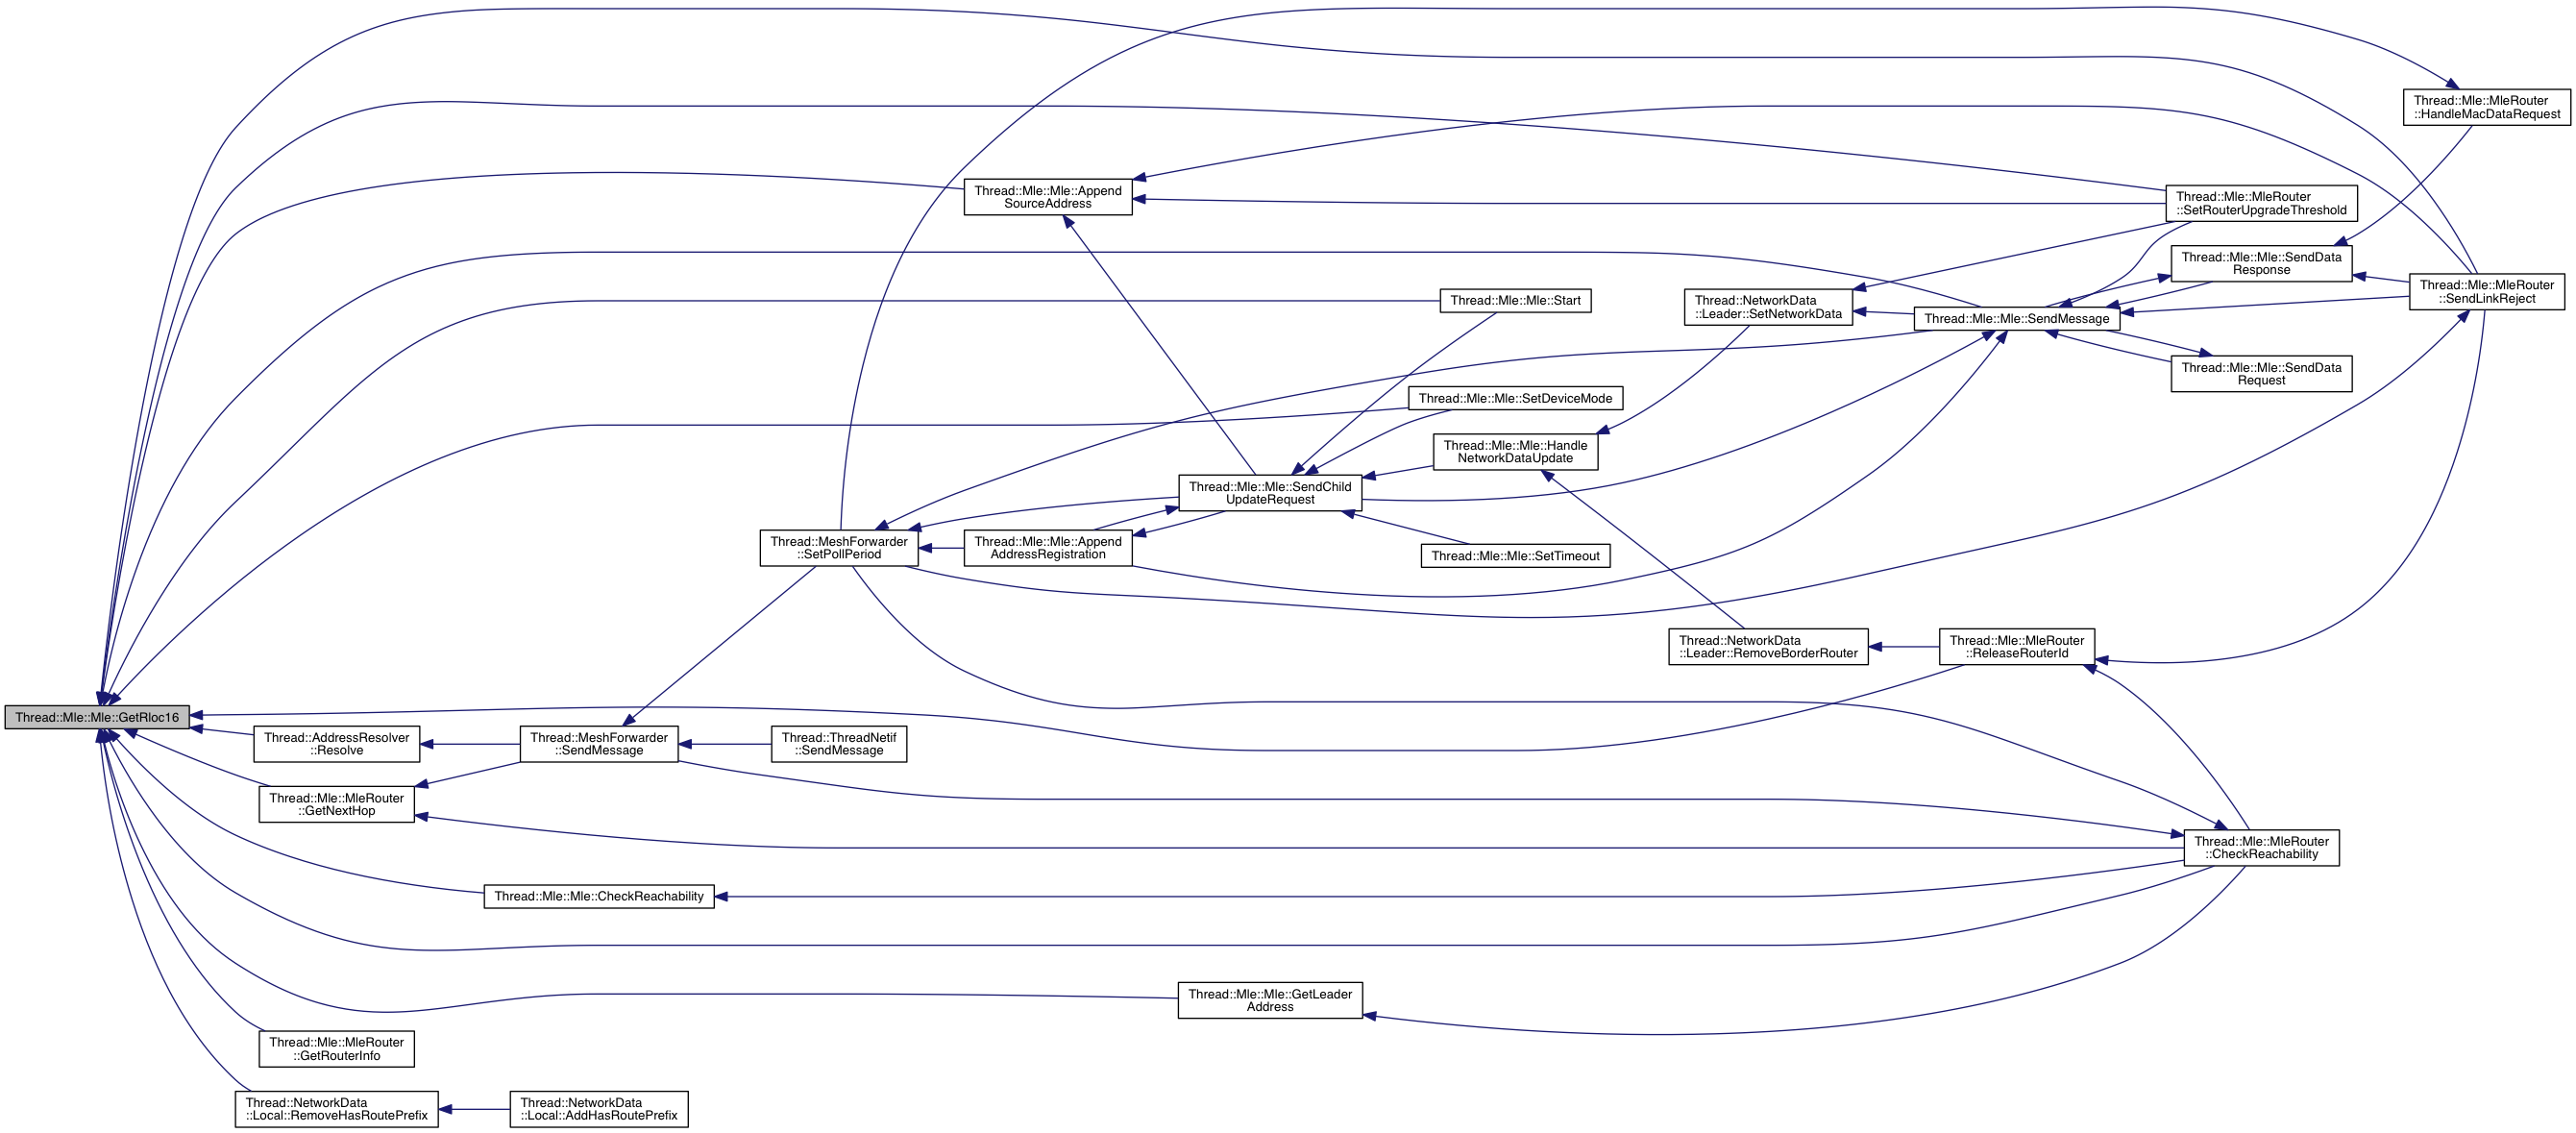 Thread::Mle::MleRouter
::HandleMacDataRequest
Thread::Mle::Mle::Append
SourceAddress
Thread::Mle::MleRouter
::SetRouterUpgradeThreshold
Thread::Mle::Mle::SendData
Response
Thread::Mle::MleRouter
::SendLinkReject
Thread::Mle::Mle::Start
Thread::NetworkData
::Leader::SetNetworkData
Thread::Mle::Mle::SendMessage
Thread::Mle::Mle::SendData
Request
Thread::Mle::Mle::SetDeviceMode
Thread::Mle::Mle::Handle
NetworkDataUpdate
Thread::Mle::Mle::SendChild
UpdateRequest
Thread::MeshForwarder
::SetPollPeriod
Thread::Mle::Mle::Append
AddressRegistration
Thread::Mle::Mle::SetTimeout
Thread::NetworkData
::Leader::RemoveBorderRouter
Thread::Mle::MleRouter
::ReleaseRouterId
Thread::Mle::Mle::GetRloc16
Thread::AddressResolver
::Resolve
Thread::MeshForwarder
::SendMessage
Thread::ThreadNetif
::SendMessage
Thread::Mle::MleRouter
::GetNextHop
Thread::Mle::MleRouter
::CheckReachability
Thread::Mle::Mle::CheckReachability
Thread::Mle::Mle::GetLeader
Address
Thread::Mle::MleRouter
::GetRouterInfo
Thread::NetworkData
::Local::RemoveHasRoutePrefix
Thread::NetworkData
::Local::AddHasRoutePrefix